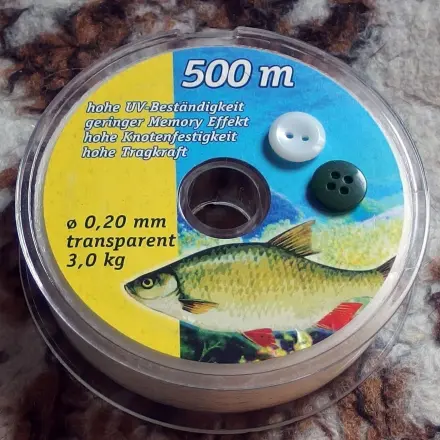 500 m
hohe UV-Beständigkeit
geringer Memory Effekt
hohe Knotenfestigkeit
hohe Tragkraft
ø 0,20 mm
transparent
3,0 kg